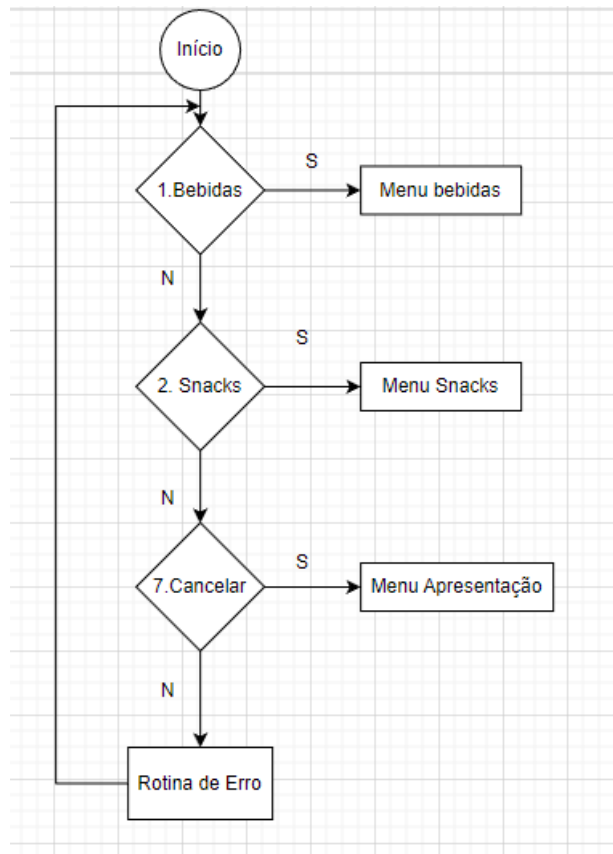 Início
1.Bebidas
S
Menu bebidas
N
2. Snacks
S
Menu Snacks
N
7.Cancelar
S
Menu Apresentação
N
Rotina de Erro